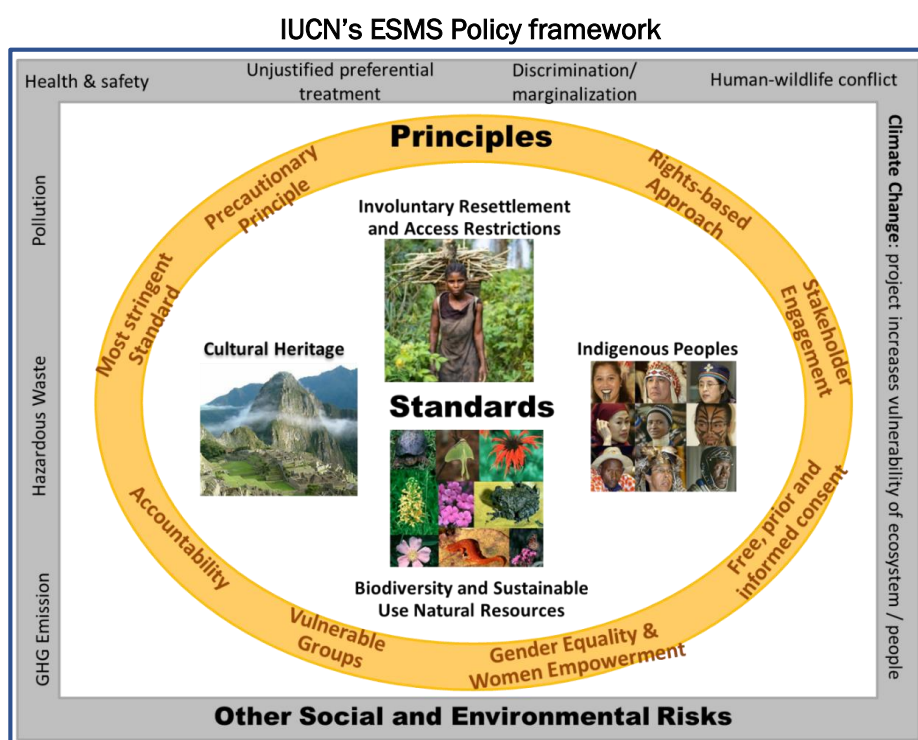 IUCN's ESMS Policy framework
Health & safety
Unjustified preferential
treatment
Discrimination/
marginalization
Human-wildlife conflict
Principles
Precautionary
Principle
Rights-based
Approach
Most stringent
Standard
Stakeholder
Engagement
Accountability
Free, prior and
informed consent
Vulnerable
Groups
Gender Equality &
Women Empowerment
Involuntary Resettlement
and Access Restrictions
Cultural Heritage
Indigenous Peoples
Standards
Biodiversity and Sustainable
Use Natural Resources
Pollution
Hazardous Waste
GHG Emission
Climate Change: project increases vulnerability of ecosystem / people
Other Social and Environmental Risks